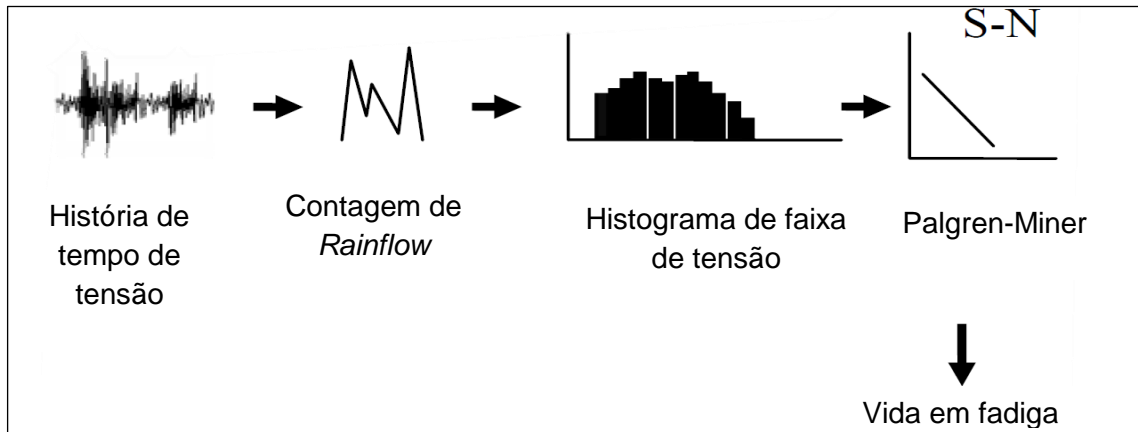 S-N
História de
tempo de
tensão
Contagem de
Rainflow
Histograma de faixa
de tensão
Palgren-Miner
Vida em fadiga